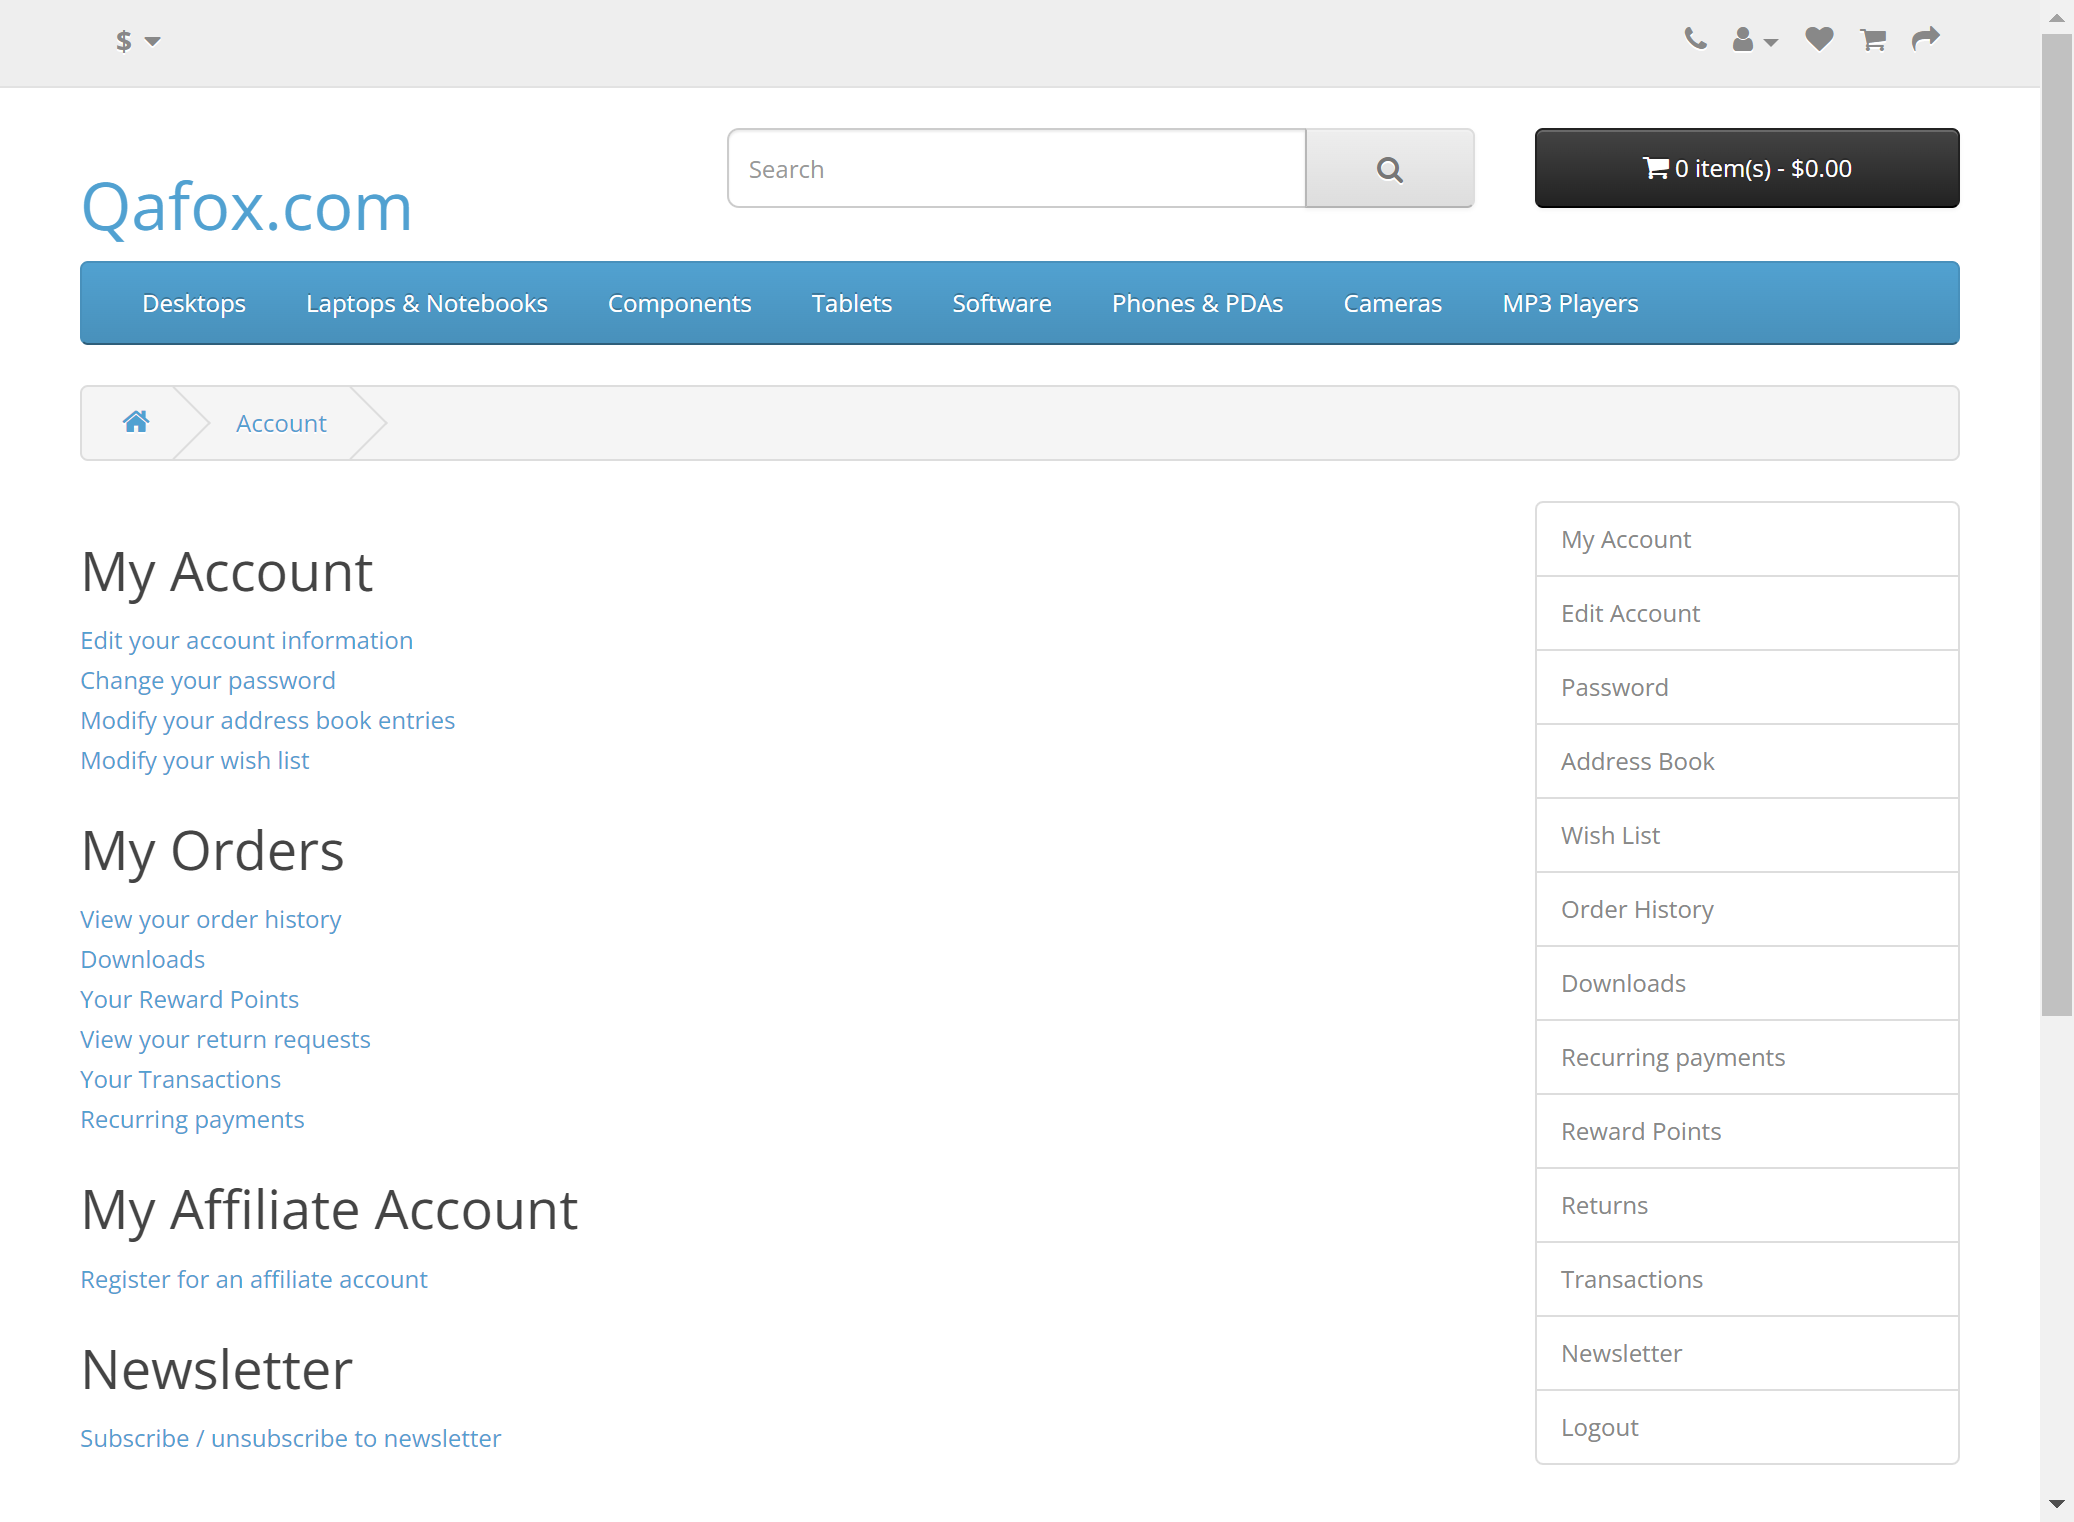 $
Search
0 item(s) - $0.00
Qafox.com
Desktops Laptops & Notebooks Components Tablets Software Phones & PDAs Cameras MP3 Players
Account
My Account
Edit your account information
Change your password
Modify your address book entries
Modify your wish list
My Orders
View your order history
Downloads
Your Reward Points
View your return requests
Your Transactions
Recurring payments
My Affiliate Account
Register for an affiliate account
Newsletter
Subscribe / unsubscribe to newsletter
My Account
Edit Account
Password
Address Book
Wish List
Order History
Downloads
Recurring payments
Reward Points
Returns
Transactions
Newsletter
Logout